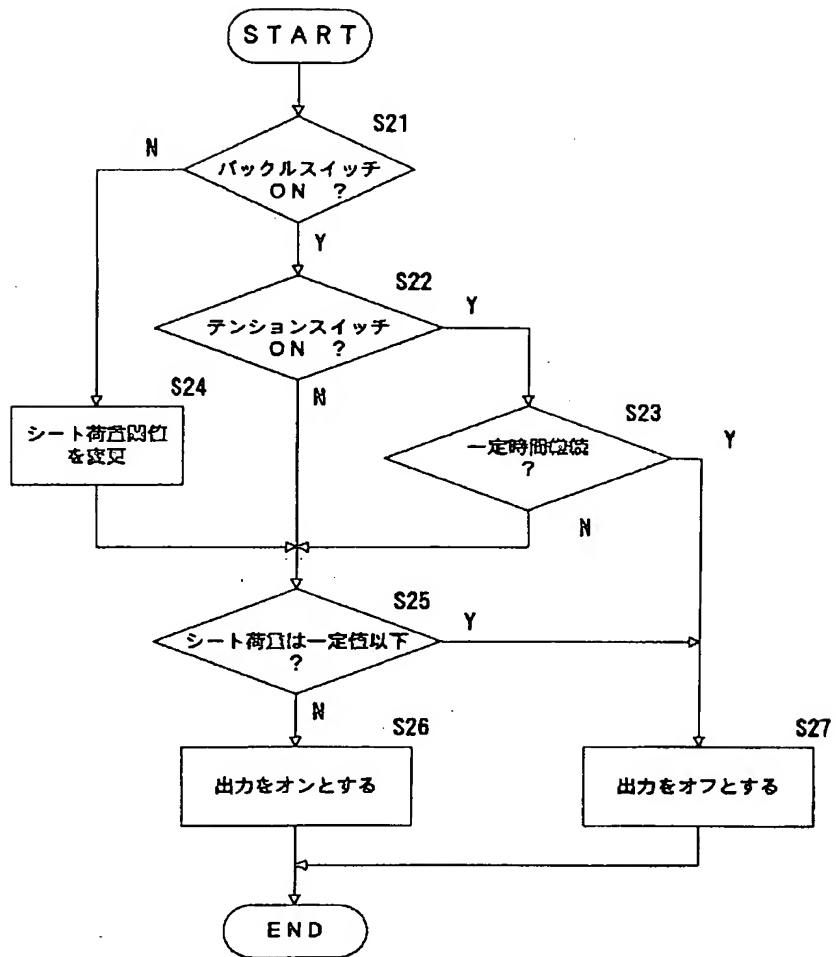 START
S21
N
バックルスイッチ
ON ?
Y
S22
Y
テンションスイッチ
ON ?
N
S24
シート荷重閾値
を変更
S23
Y
一定時間継続
?
N
S25
Y
シート荷重は一定値以下
?
N
S26
出力をオンとする
S27
出力をオフとする
END